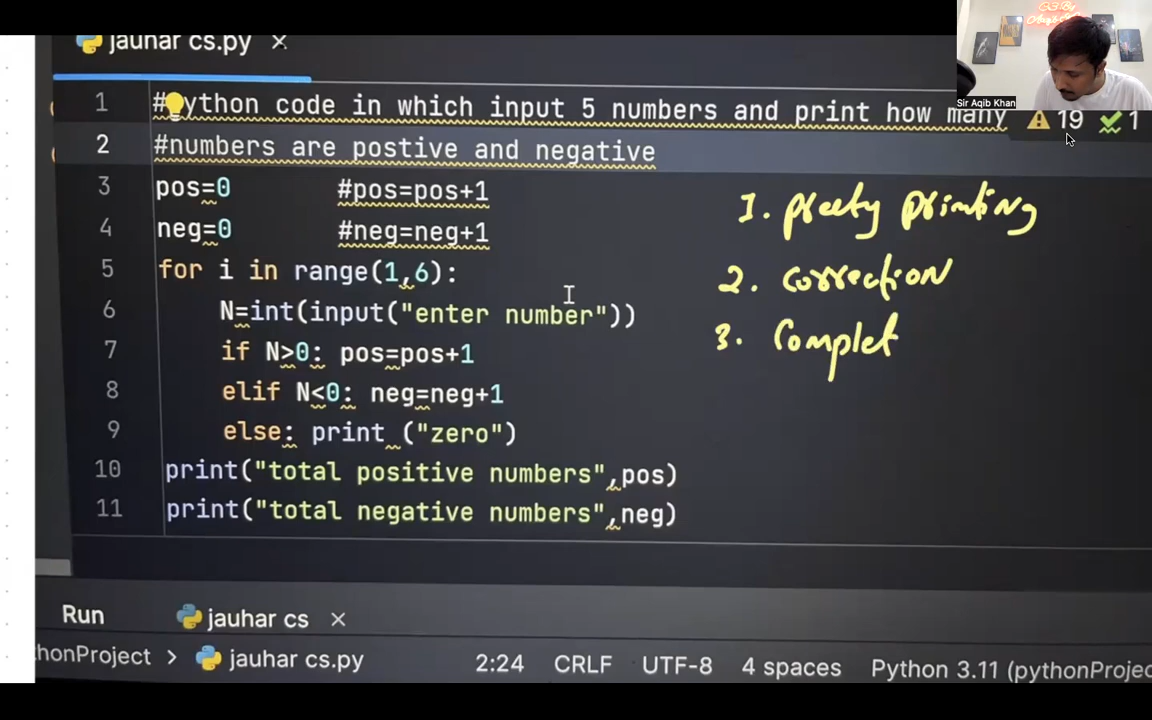 jauhar cs.py ×
Sir Aqib Khan
19 1
1 #python code in which input 5 numbers and print how many
2 #numbers are postive and negative
3 pos=0 #pos=pos+1
4 neg=0 #neg=neg+1
5 for i in range(1,6):
6 N=int(input("enter number"))
7 if N>0: pos=pos+1
8 elif N<0: neg=neg+1
9 else: print ("zero")
10 print("total positive numbers",pos)
11 print("total negative numbers",neg)
1. preety printing
2. correction
3. Complet
Run jauhar cs ×
thonProject > jauhar cs.py 2:24 CRLF UTF-8 4 spaces Python 3.11 (pythonProjec